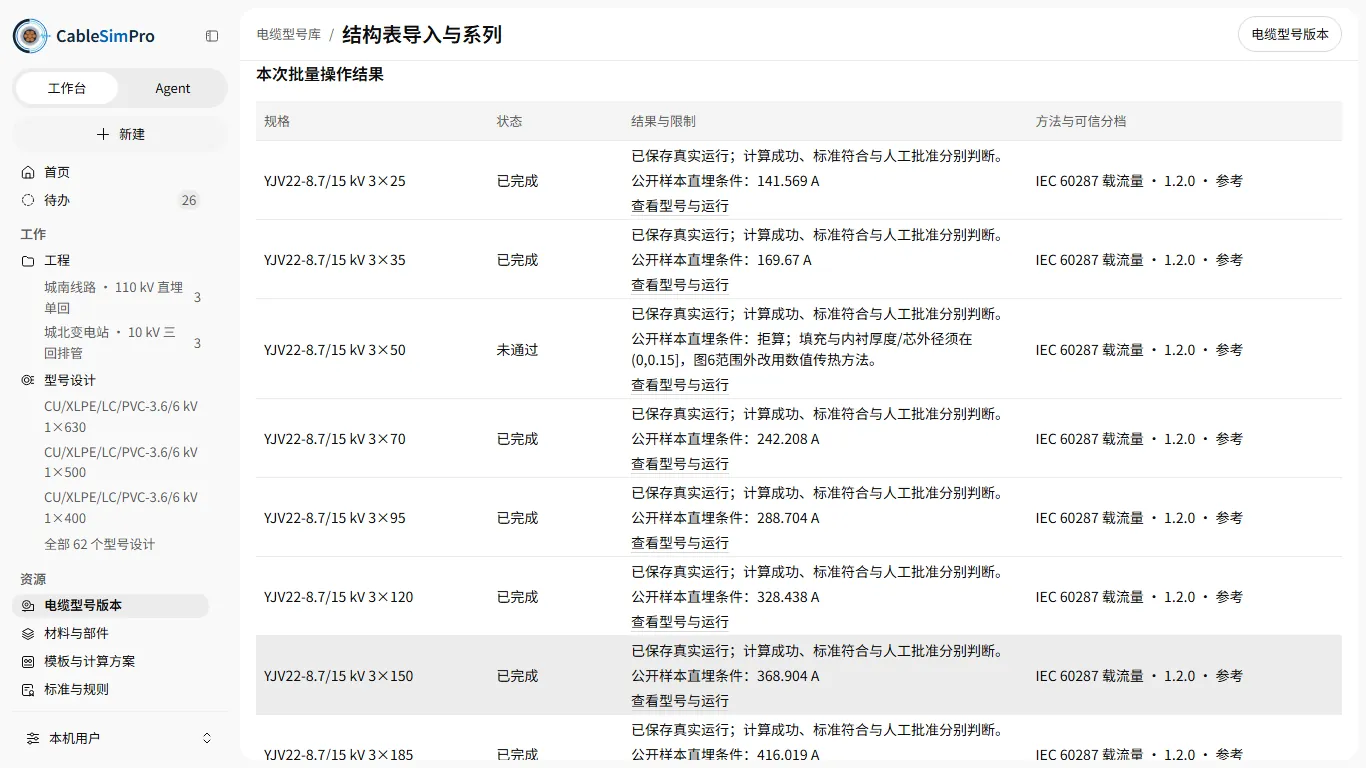 CableSimPro
工作台
Agent
新建
首页
待办
26
工作
工程
城南线路 · 110 kV 直埋
单回
3
城北变电站 · 10 kV 三
回排管
3
型号设计
CU/XLPE/LC/PVC-3.6/6 kV
1×630
CU/XLPE/LC/PVC-3.6/6 kV
1×500
CU/XLPE/LC/PVC-3.6/6 kV
1×400
全部 62 个型号设计
资源
电缆型号版本
材料与部件
模板与计算方案
标准与规则
本机用户
电缆型号库 / 结构表导入与系列
电缆型号版本
本次批量操作结果
规格 状态 结果与限制 方法与可信分档
已保存真实运行；计算成功、标准符合与人工批准分别判断。
YJV22-8.7/15 kV 3×25 已完成 公开样本直埋条件：141.569 A IEC 60287 载流量 · 1.2.0 · 参考
查看型号与运行
已保存真实运行；计算成功、标准符合与人工批准分别判断。
YJV22-8.7/15 kV 3×35 已完成 公开样本直埋条件：169.67 A IEC 60287 载流量 · 1.2.0 · 参考
查看型号与运行
已保存真实运行；计算成功、标准符合与人工批准分别判断。
YJV22-8.7/15 kV 3×50 未通过 公开样本直埋条件：拒算；填充与内衬厚度/芯外径须在 IEC 60287 载流量 · 1.2.0 · 参考
(0,0.15]，图6范围外改用数值传热方法。
查看型号与运行
已保存真实运行；计算成功、标准符合与人工批准分别判断。
YJV22-8.7/15 kV 3×70 已完成 公开样本直埋条件：242.208 A IEC 60287 载流量 · 1.2.0 · 参考
查看型号与运行
已保存真实运行；计算成功、标准符合与人工批准分别判断。
YJV22-8.7/15 kV 3×95 已完成 公开样本直埋条件：288.704 A IEC 60287 载流量 · 1.2.0 · 参考
查看型号与运行
已保存真实运行；计算成功、标准符合与人工批准分别判断。
YJV22-8.7/15 kV 3×120 已完成 公开样本直埋条件：328.438 A IEC 60287 载流量 · 1.2.0 · 参考
查看型号与运行
已保存真实运行；计算成功、标准符合与人工批准分别判断。
YJV22-8.7/15 kV 3×150 已完成 公开样本直埋条件：368.904 A IEC 60287 载流量 · 1.2.0 · 参考
查看型号与运行
已保存真实运行；计算成功、标准符合与人工批准分别判断。
YJV22-8.7/15 kV 3×185 已完成 公开样本直埋条件：416.019 A IEC 60287 载流量 · 1.2.0 · 参考